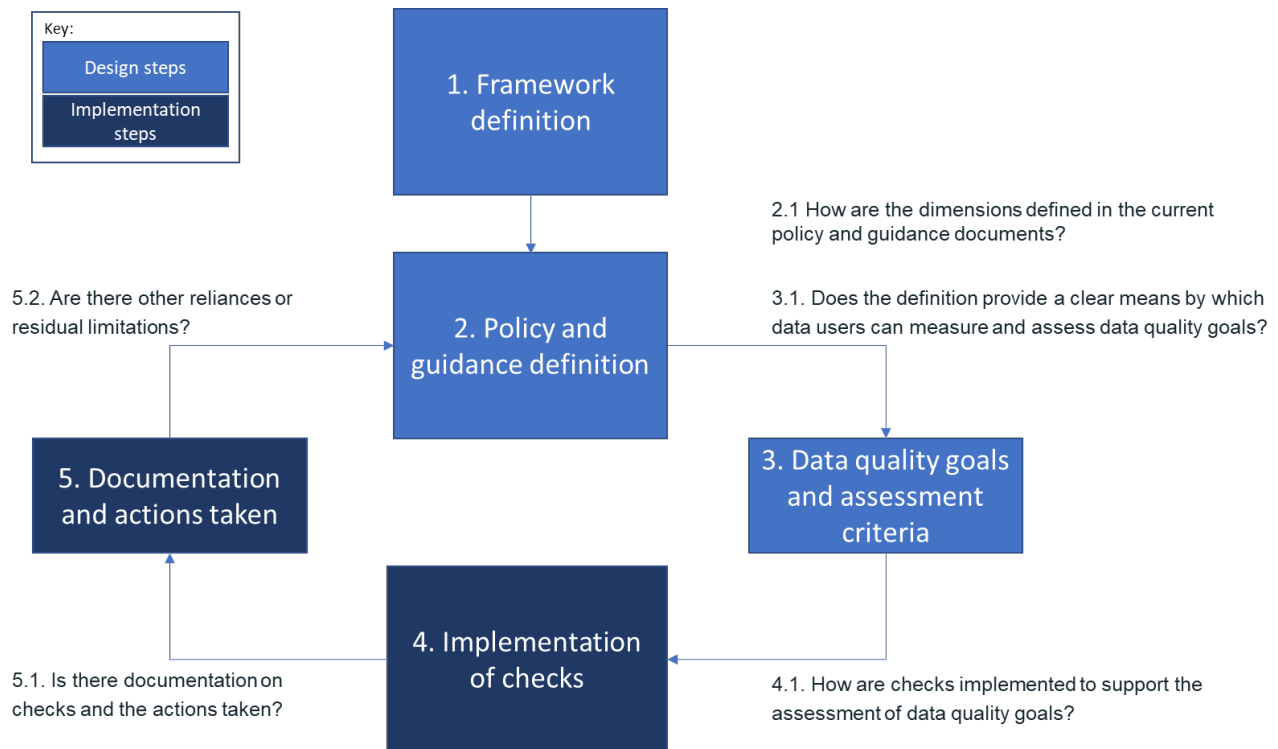 Key:
Design steps
Implementation
steps
1. Framework
definition
2.1 How are the dimensions defined in the current
policy and guidance documents?
5.2. Are there other reliances or
residual limitations?
2. Policy and
guidance definition
3.1. Does the definition provide a clear means by which
data users can measure and assess data quality goals?
5. Documentation
and actions taken
3. Data quality goals
and assessment
criteria
4. Implementation
of checks
5.1. Is there documentation on
checks and the actions taken?
4.1. How are checks implemented to support the
assessment of data quality goals?